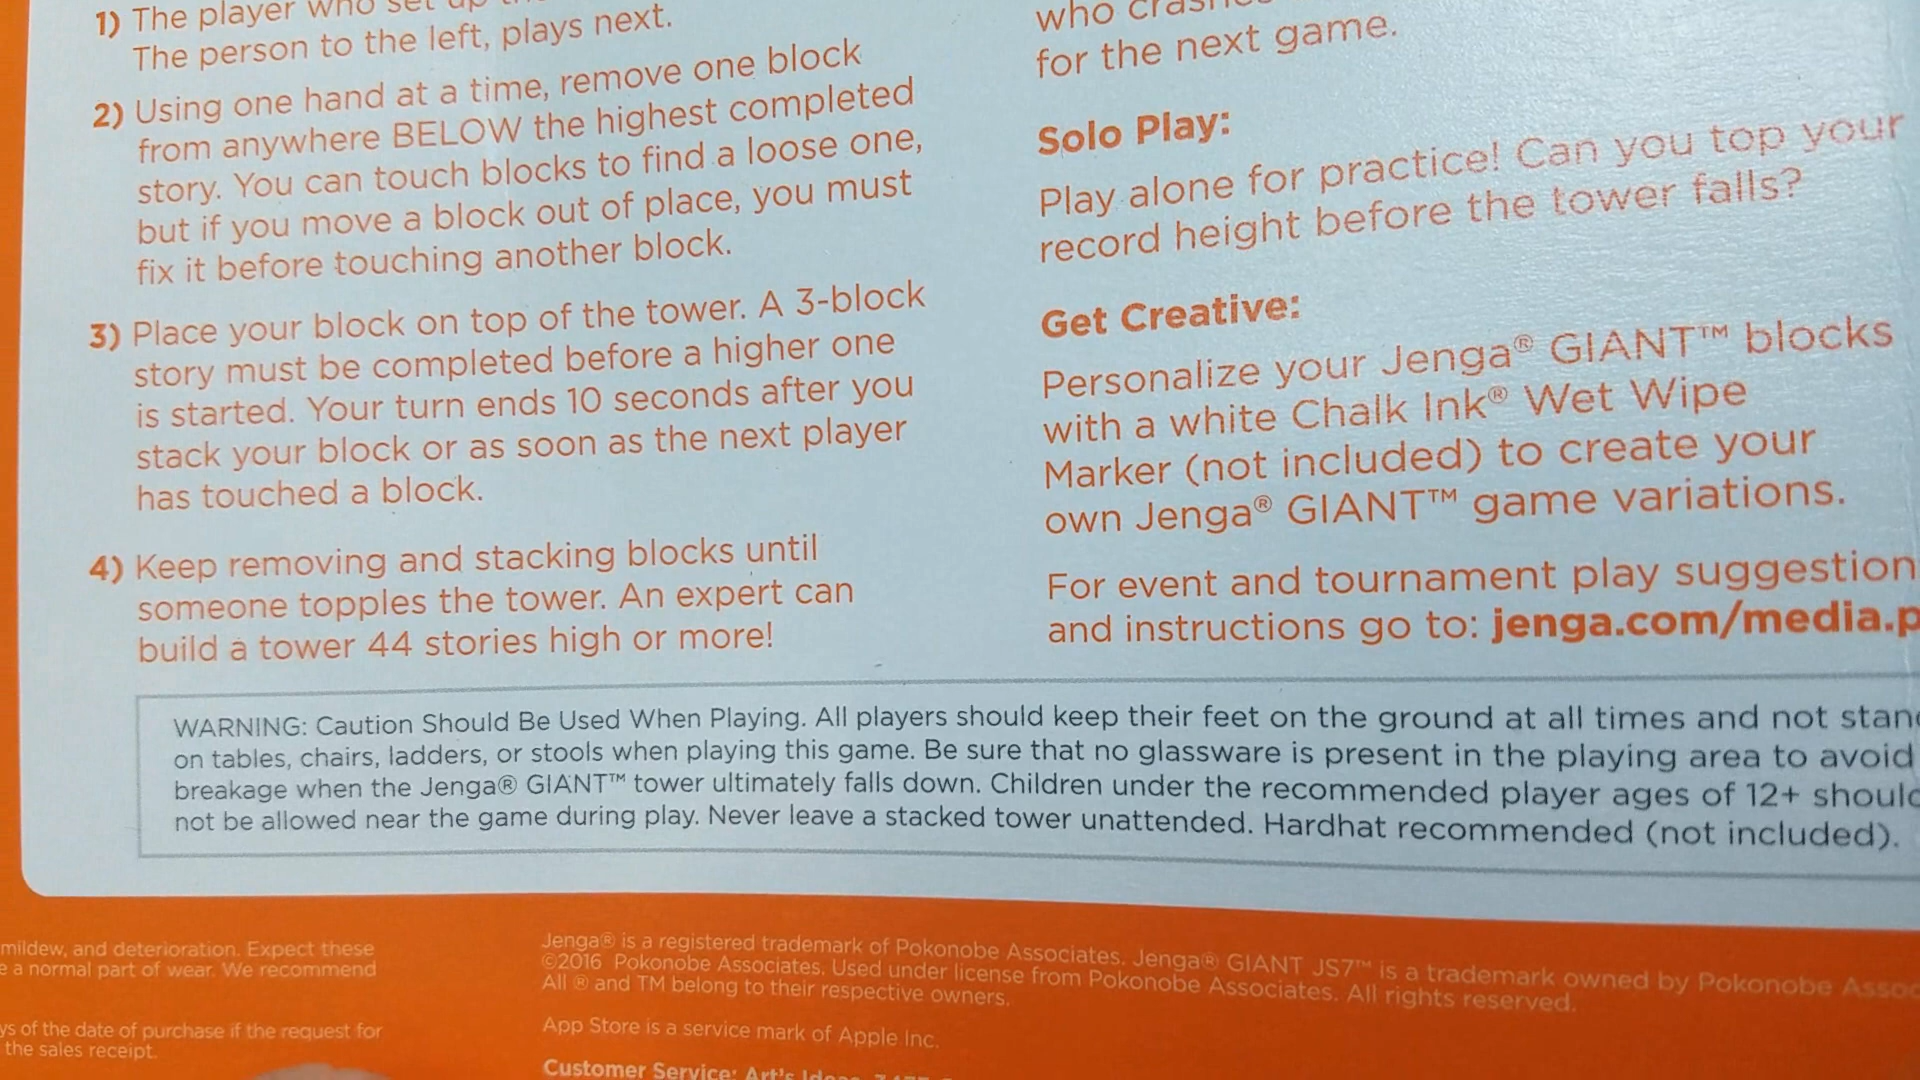 1) The player who set up
The person to the left, plays next.
2) Using one hand at a time, remove one block
from anywhere BELOW the highest completed
story. You can touch blocks to find a loose one,
but if you move a block out of place, you must
fix it before touching another block.
3) Place your block on top of the tower. A 3-block
story must be completed before a higher one
is started. Your turn ends 10 seconds after you
stack your block or as soon as the next player
has touched a block.
4) Keep removing and stacking blocks until
someone topples the tower. An expert can
build a tower 44 stories high or more!
who
for the next game.
Solo Play:
Play alone for practice! Can you top your
record height before the tower falls?
Get Creative:
Personalize your Jenga® GIANT™ blocks
with a white Chalk Ink® Wet Wipe
Marker (not included) to create your
own Jenga® GIANT™ game variations.
For event and tournament play suggestion
and instructions go to: jenga.com/media.p
WARNING: Caution Should Be Used When Playing. All players should keep their feet on the ground at all times and not stan
on tables, chairs, ladders, or stools when playing this game. Be sure that no glassware is present in the playing area to avoid
breakage when the Jenga® GIANT™ tower ultimately falls down. Children under the recommended player ages of 12+ should
not be allowed near the game during play. Never leave a stacked tower unattended. Hardhat recommended (not included).
mildew, and deterioration. Expect these
e a normal part of wear. We recommend
ys of the date of purchase if the request for
the sales receipt.
Jenga® is a registered trademark of Pokonobe Associates. Jenga® GIANT JS7™ is a trademark owned by Pokonobe Assoc
©2016 Pokonobe Associates. Used under license from Pokonobe Associates. All rights reserved.
All ® and TM belong to their respective owners.
App Store is a service mark of Apple Inc.
Customer Service: Art's Ideas